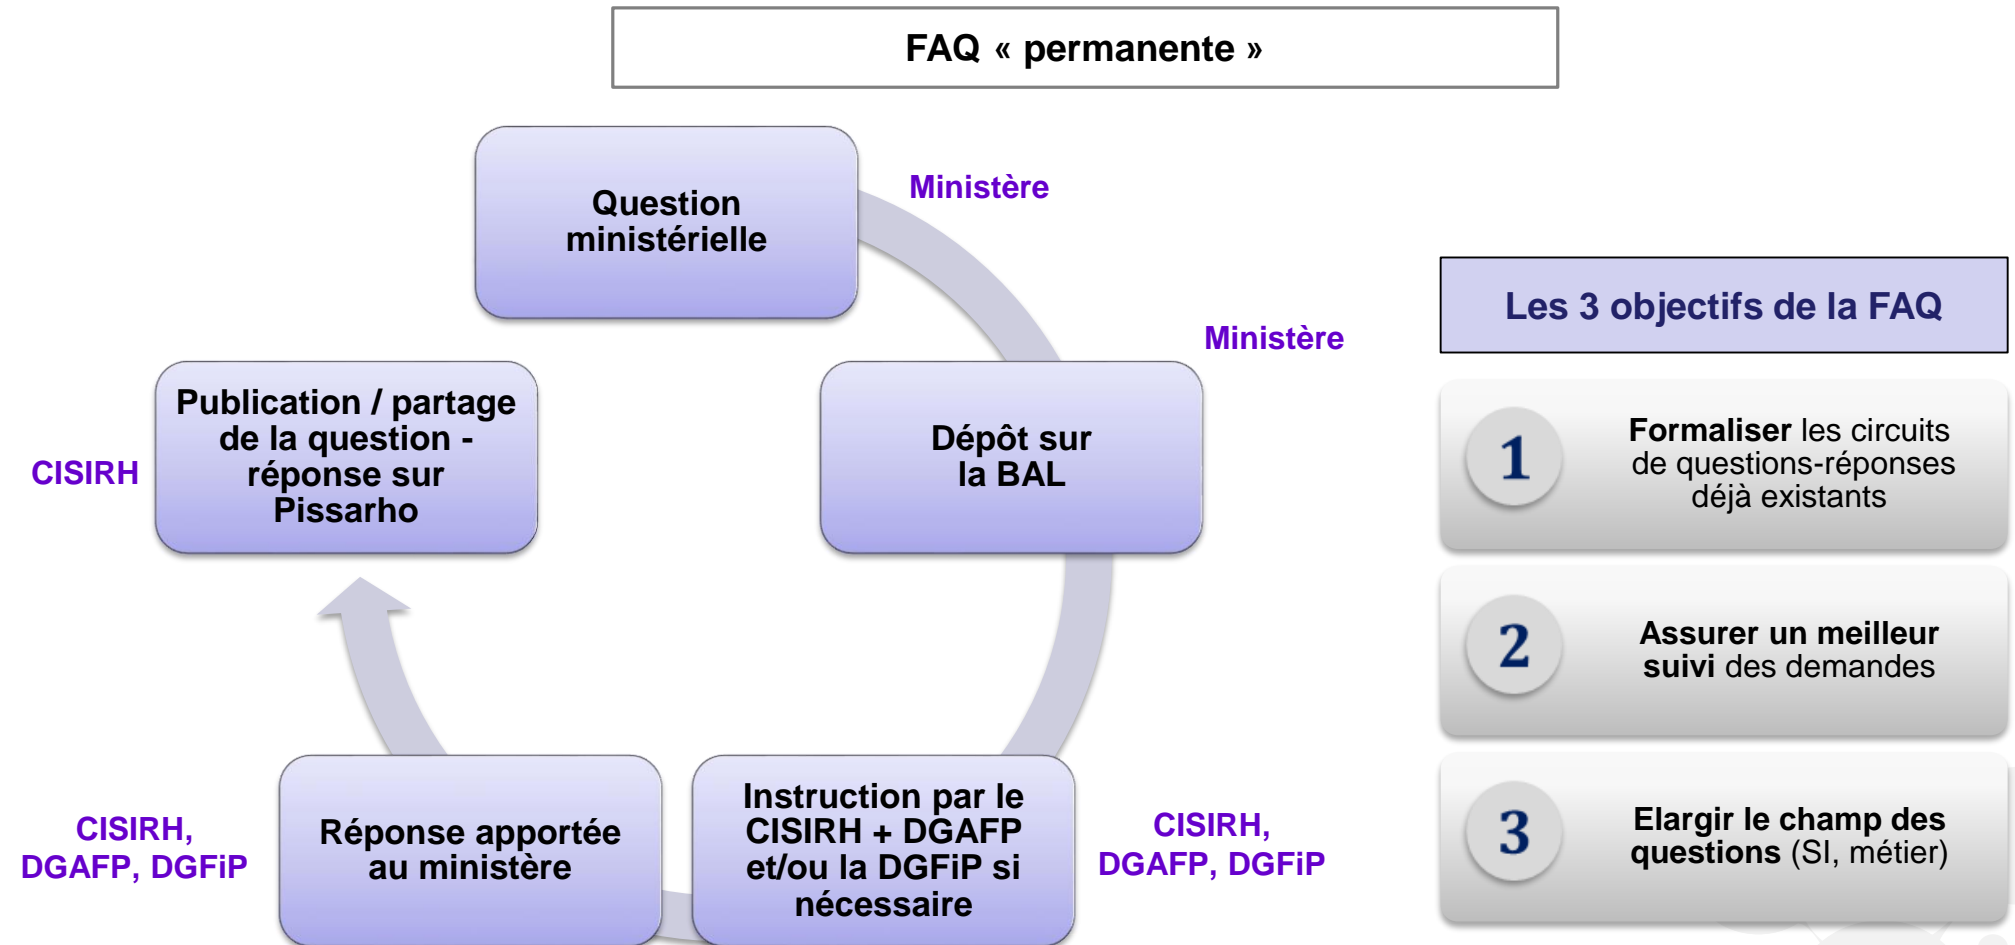 FAQ « permanente »
Question
ministérielle
Ministère
Ministère
Dépôt sur
la BAL
Instruction par le
CISIRH + DGAFP
et/ou la DGFiP si
nécessaire
CISIRH,
DGAFP, DGFiP
Réponse apportée
au ministère
CISIRH,
DGAFP, DGFiP
Publication / partage
de la question -
réponse sur
Pissarho
CISIRH
Les 3 objectifs de la FAQ
1
Formaliser les circuits
de questions-réponses
déjà existants
2
Assurer un meilleur
suivi des demandes
3
Elargir le champ des
questions (SI, métier)